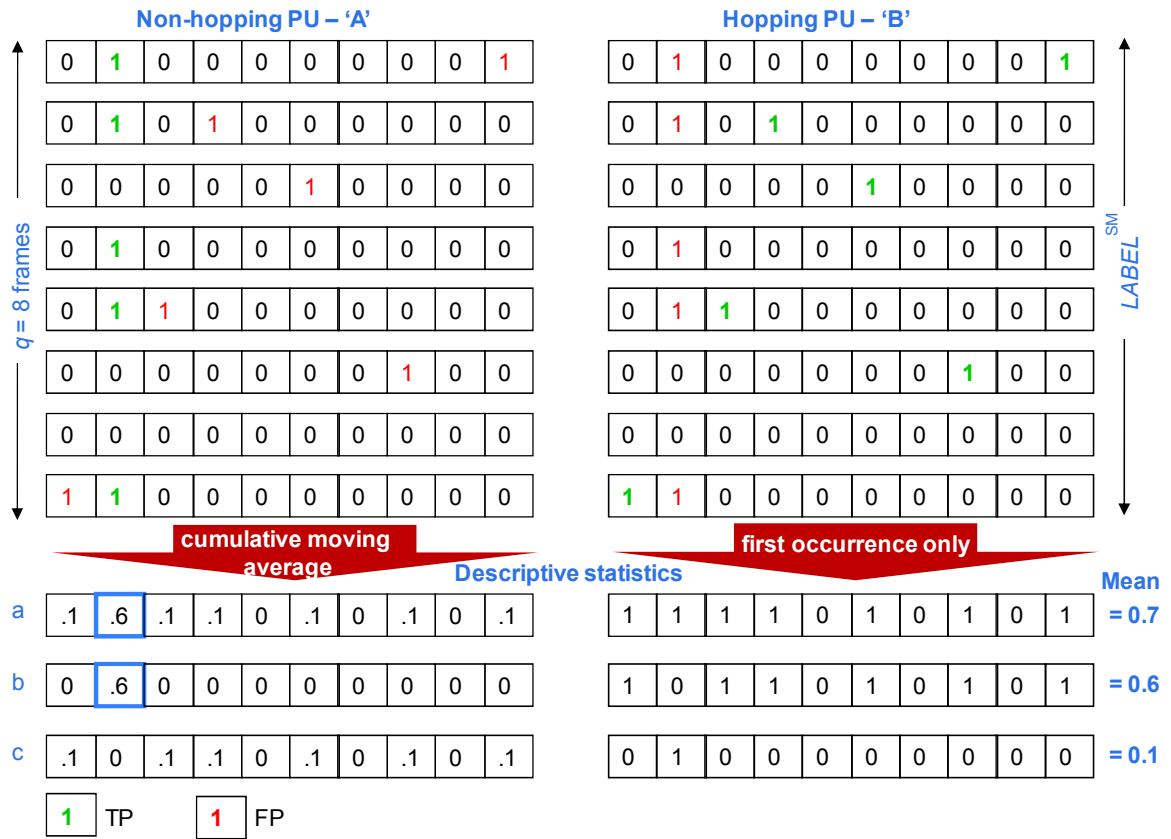 Non-hopping PU – ‘A’ Hopping PU – ‘B’
0 1 0 0 0 0 0 0 0 1 0 1 0 0 0 0 0 0 0 1
0 1 0 1 0 0 0 0 0 0 0 1 0 1 0 0 0 0 0 0
0 0 0 0 0 1 0 0 0 0 0 0 0 0 0 1 0 0 0 0
0 1 0 0 0 0 0 0 0 0 0 1 0 0 0 0 0 0 0 0
0 1 1 0 0 0 0 0 0 0 0 1 1 0 0 0 0 0 0 0
0 0 0 0 0 0 0 1 0 0 0 0 0 0 0 0 0 1 0 0
0 0 0 0 0 0 0 0 0 0 0 0 0 0 0 0 0 0 0 0
1 1 0 0 0 0 0 0 0 0 1 1 0 0 0 0 0 0 0 0
q = 8 frames
LABEL SM
cumulative moving
average
first occurrence only
Descriptive statistics
Mean
a .1 .6 .1 .1 0 .1 0 .1 0 .1 1 1 1 1 0 1 0 1 0 1 = 0.7
b 0 .6 0 0 0 0 0 0 0 0 1 0 1 1 0 1 0 1 0 1 = 0.6
c .1 0 .1 .1 0 .1 0 .1 0 .1 0 1 0 0 0 0 0 0 0 0 = 0.1
1 TP 1 FP